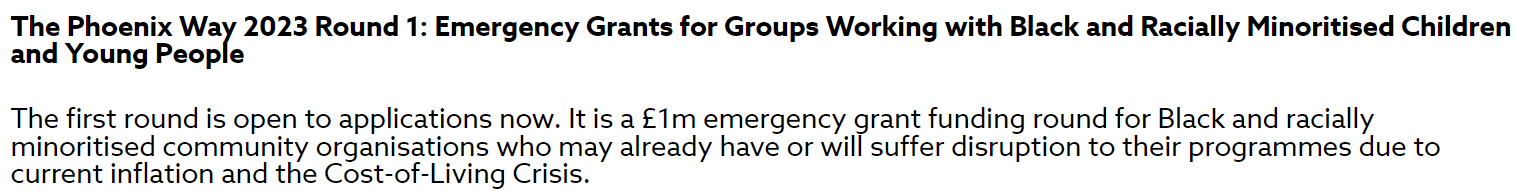 The Phoenix Way 2023 Round 1: Emergency Grants for Groups Working with Black and Racially Minoritised Children
and Young People
The first round is open to applications now. It is a £1m emergency grant funding round for Black and racially
minoritised community organisations who may already have or will suffer disruption to their programmes due to
current inflation and the Cost-of-Living Crisis.